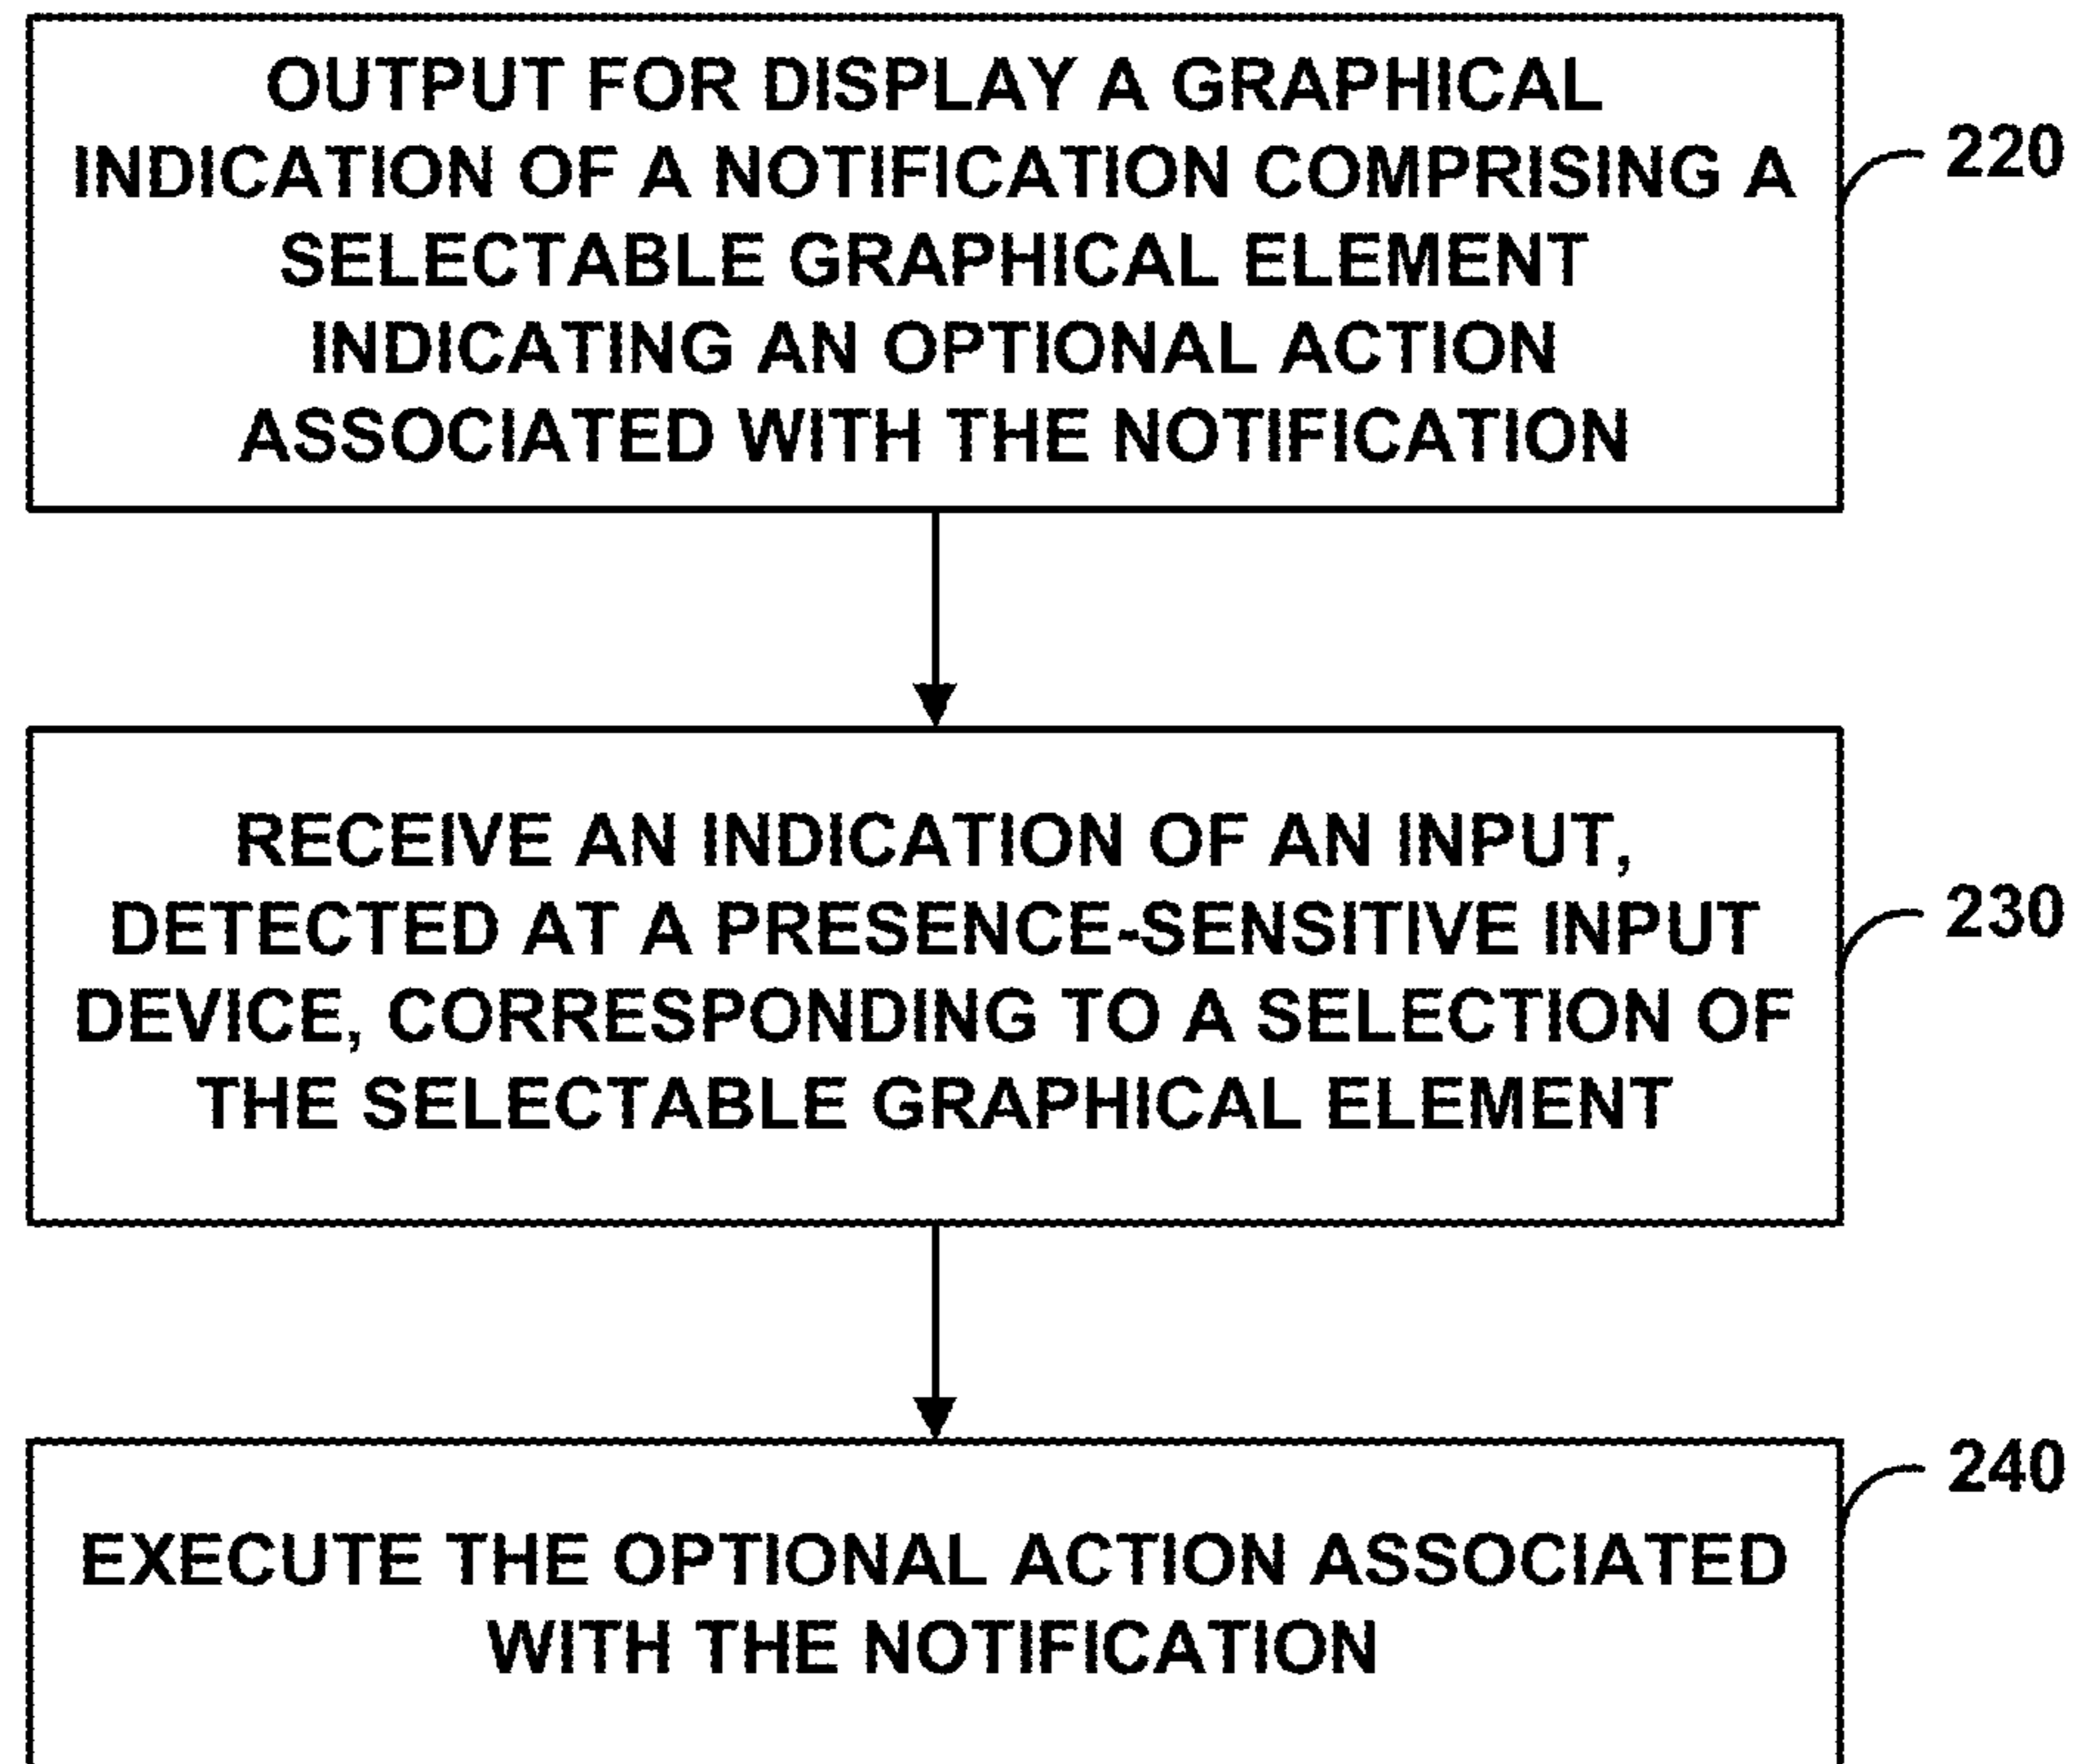 OUTPUT FOR DISPLAY A GRAPHICAL
INDICATION OF A NOTIFICATION COMPRISING A
SELECTABLE GRAPHICAL ELEMENT
INDICATING AN OPTIONAL ACTION
ASSOCIATED WITH THE NOTIFICATION
220
RECEIVE AN INDICATION OF AN INPUT,
DETECTED AT A PRESENCE-SENSITIVE INPUT
DEVICE, CORRESPONDING TO A SELECTION OF
THE SELECTABLE GRAPHICAL ELEMENT
230
EXECUTE THE OPTIONAL ACTION ASSOCIATED
WITH THE NOTIFICATION
240